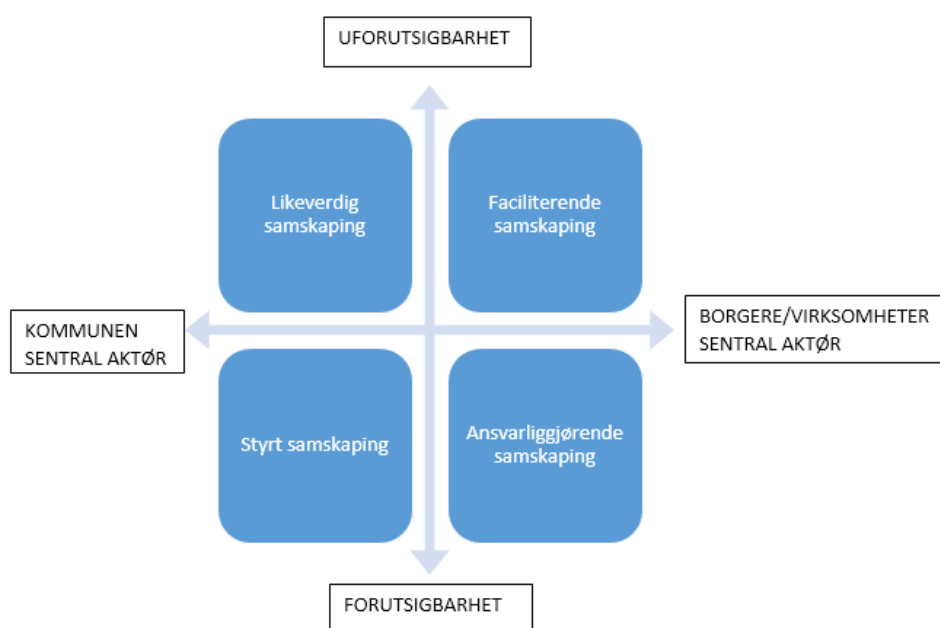 UFORUTSIGBARHET
Likeverdig
samskaping
Faciliterende
samskaping
KOMMUNEN
SENTRAL AKTØR
BORGERE/VIRKSOMHETER
SENTRAL AKTØR
Styrt samskaping
Ansvarliggjørende
samskaping
FORUTSIGBARHET